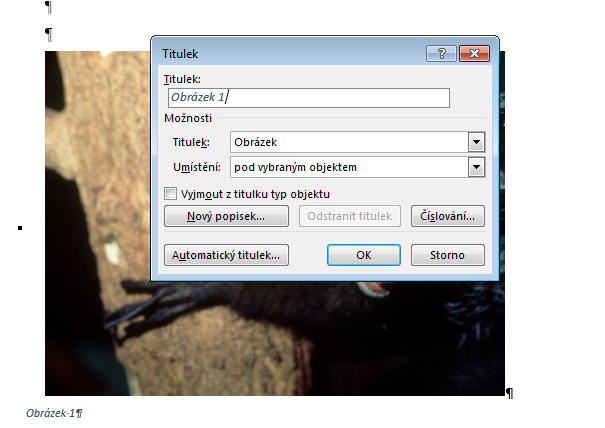 ¶
¶
Titulek
?
Titulek:
Obrázek 1
Možnosti
Titulek: Obrázek
Umístění: pod vybraným objektem
Vyjmout z titulku typ objektu
Nový popisek... Odstranit titulek Číslování...
Automatický titulek... OK Storno
¶
Obrázek·1¶